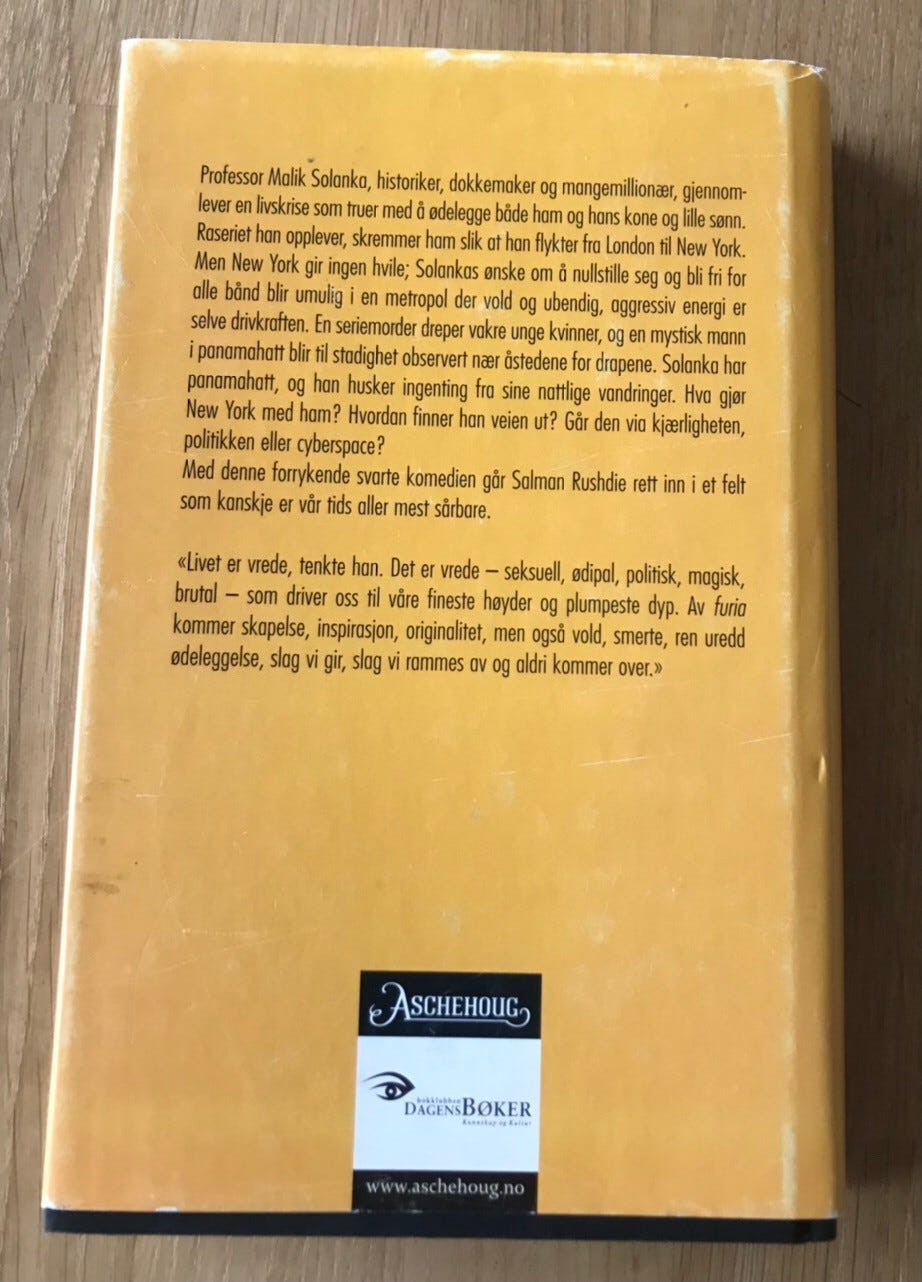 Professor Malik Solanka, historiker, dokkemaker og mangemillionær, gjennom-
lever en livskrise som truer med å ødelegge både ham og hans kone og lille sønn.
Raseriet han opplever, skremmer ham slik at han flykter fra London til New York.
Men New York gir ingen hvile; Solankas ønske om å nullstille seg og bli fri for
alle bånd blir umulig i en metropol der vold og ubendig, aggressiv energi er
selve drivkraften. En seriemorder dreper vakre unge kvinner, og en mystisk mann
i panamahatt blir til stadighet observert nær åstedene for drapene. Solanka har
panamahatt, og han husker ingenting fra sine nattlige vandringer. Hva gjør
New York med ham? Hvordan finner han veien ut? Går den via kjærligheten,
politikken eller cyberspace?
Med denne forrykende svarte komedien går Salman Rushdie rett inn i et felt
som kanskje er vår tids aller mest sårbare.
«Livet er vrede, tenkte han. Det er vrede – seksuell, ødipal, politisk, magisk,
brutal – som driver oss til våre fineste høyder og plumpeste dyp. Av furia
kommer skapelse, inspirasjon, originalitet, men også vold, smerte, ren uredd
ødeleggelse, slag vi gir, slag vi rammes av og aldri kommer over.»
ASCHEHOUG
bokklubben
DAGENSBØKER
Kunnskap og Kultur
www.aschehoug.no